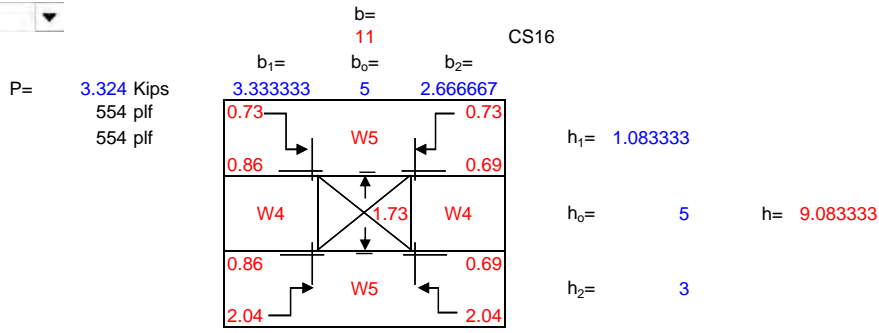 b=
11 CS16
b₁= bₒ= b₂=
P= 3.324 Kips 3.333333 5 2.666667
554 plf 0.73 0.73
554 plf W5 h₁= 1.083333
0.86 0.69
W4 1.73 W4 hₒ= 5 h= 9.083333
0.86 0.69
W5 h₂= 3
2.04 2.04